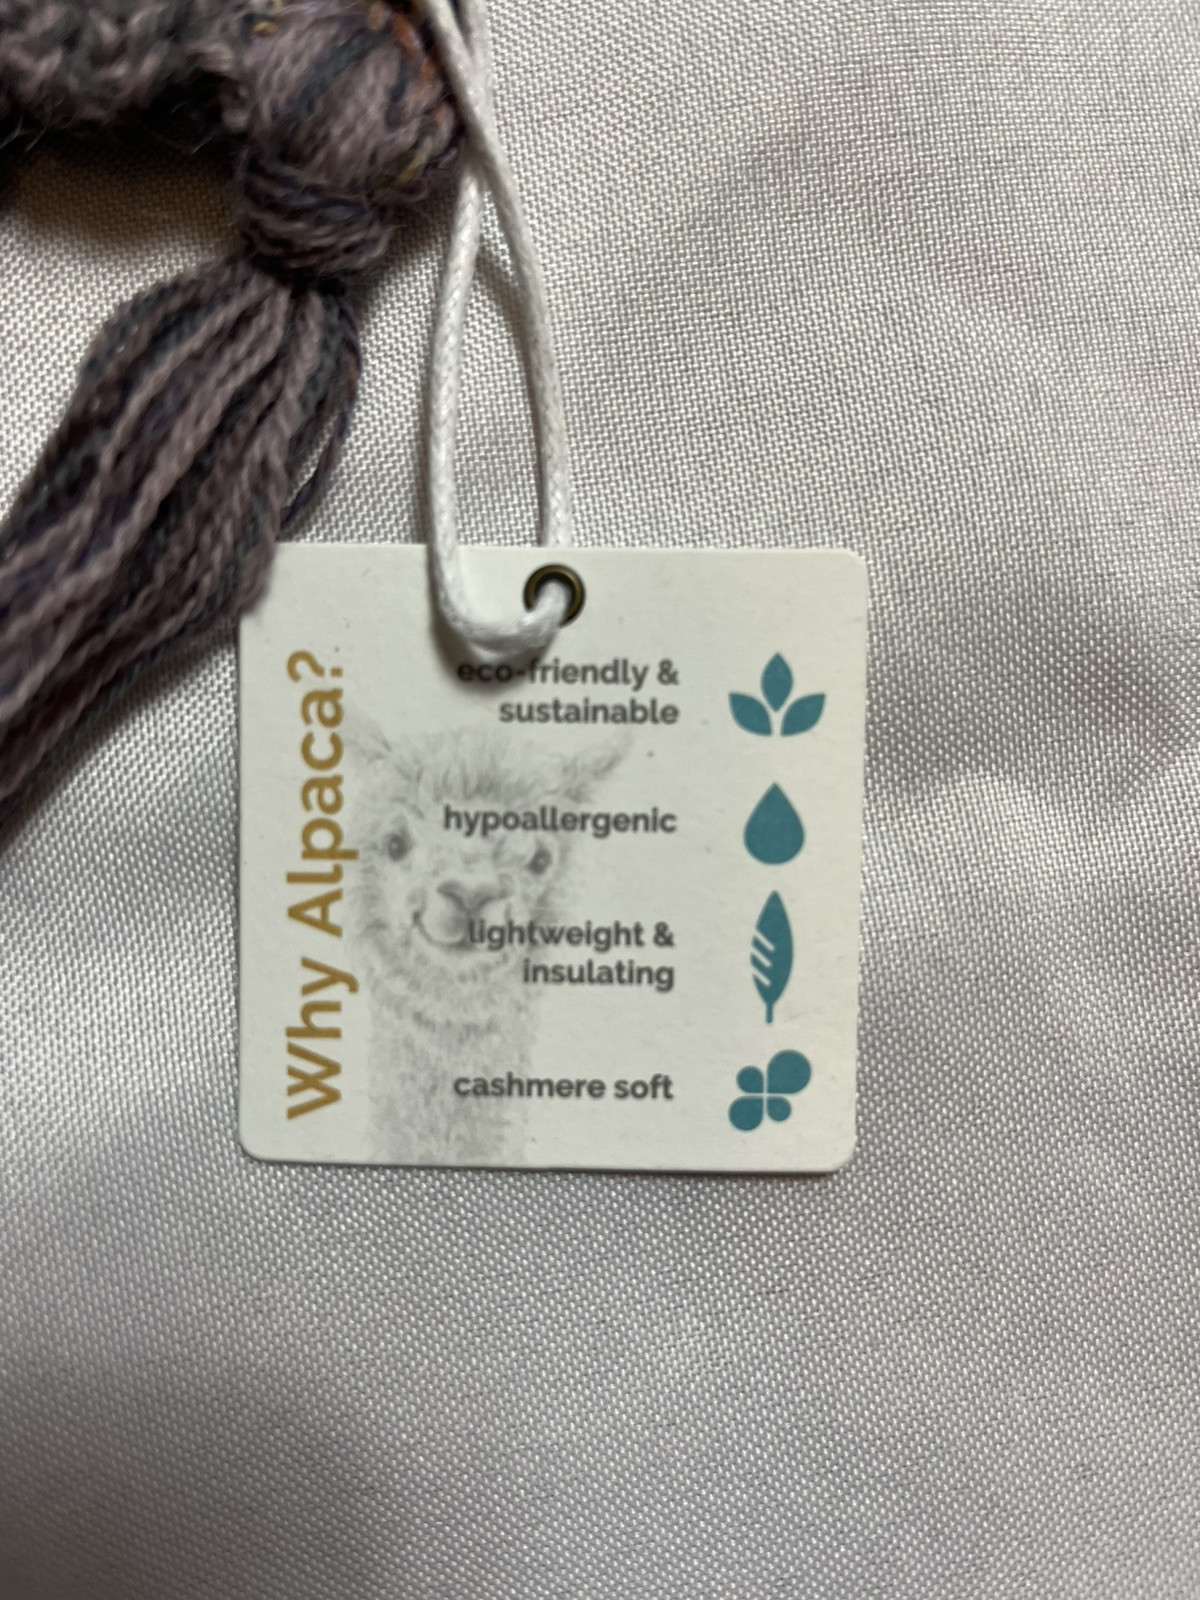 Why Alpaca?
eco-friendly &
sustainable
hypoallergenic
lightweight &
insulating
cashmere soft